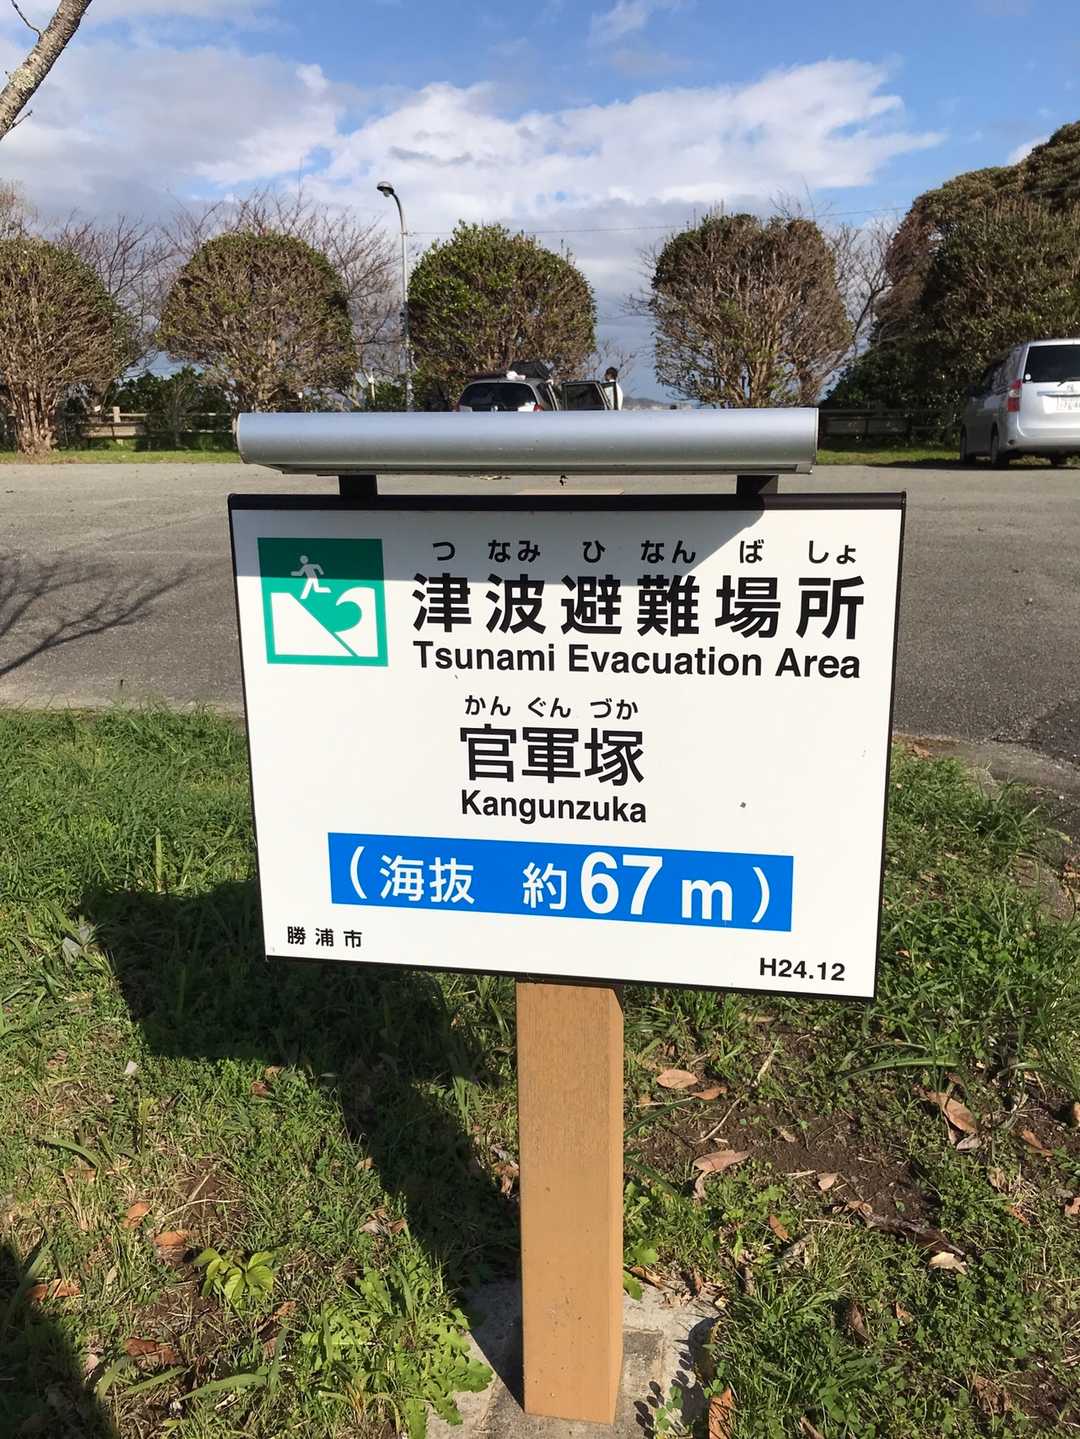 つ なみ ひ なん ば しょ
津波避難場所
Tsunami Evacuation Area
かん ぐん づか
官軍塚
Kangunzuka
(海抜 約67m)
勝浦市
H24.12